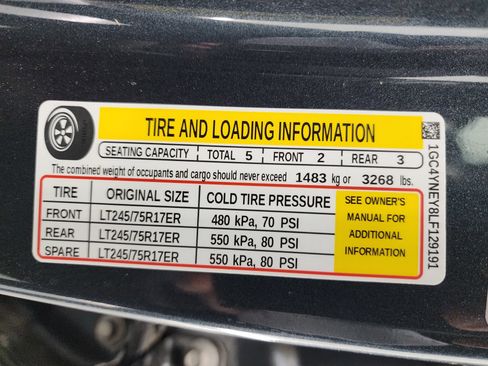 TIRE AND LOADING INFORMATION
SEATING CAPACITY TOTAL 5 FRONT 2 REAR 3
The combined weight of occupants and cargo should never exceed 1483 kg or 3268 lbs.
TIRE ORIGINAL SIZE COLD TIRE PRESSURE
FRONT LT245/75R17ER 480 kPa, 70 PSI
REAR LT245/75R17ER 550 kPa, 80 PSI
SPARE LT245/75R17ER 550 kPa, 80 PSI
SEE OWNER'S
MANUAL FOR
ADDITIONAL
INFORMATION
1GC4YNEY8LF129191